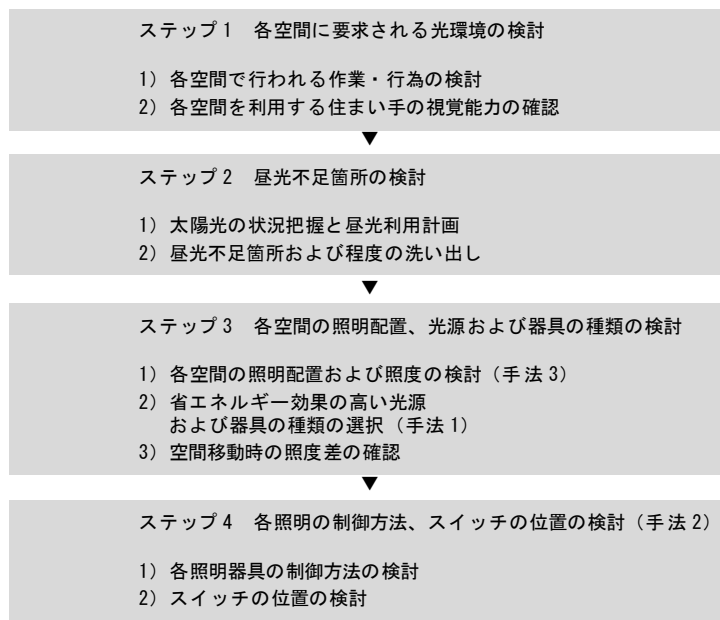 ステップ1　各空間に要求される光環境の検討
1）各空間で行われる作業・行為の検討
2）各空間を利用する住まい手の視覚能力の確認
▼
ステップ2　昼光不足箇所の検討
1）太陽光の状況把握と昼光利用計画
2）昼光不足箇所および程度の洗い出し
▼
ステップ3　各空間の照明配置、光源および器具の種類の検討
1）各空間の照明配置および照度の検討（手法3）
2）省エネルギー効果の高い光源
および器具の種類の選択（手法1）
3）空間移動時の照度差の確認
▼
ステップ4　各照明の制御方法、スイッチの位置の検討（手法2）
1）各照明器具の制御方法の検討
2）スイッチの位置の検討